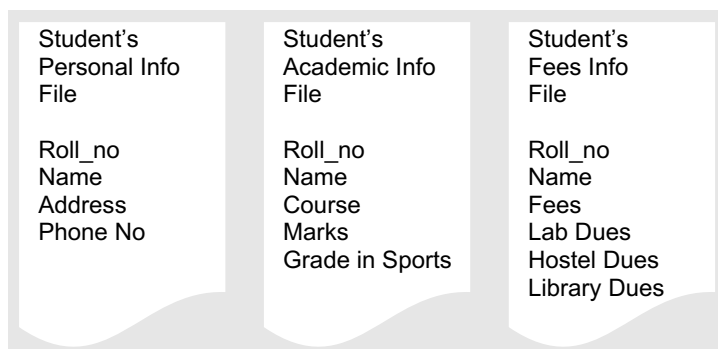 Student’s
Personal Info
File
Roll_no
Name
Address
Phone No
Student’s
Academic Info
File
Roll_no
Name
Course
Marks
Grade in Sports
Student’s
Fees Info
File
Roll_no
Name
Fees
Lab Dues
Hostel Dues
Library Dues